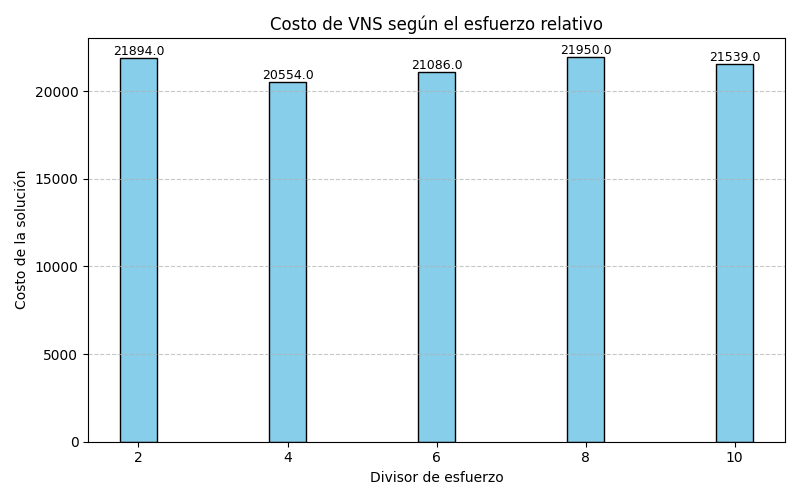 Costo de VNS según el esfuerzo relativo
21894.0
20554.0
21086.0
21950.0
21539.0
20000
15000
10000
5000
0
Costo de la solución
2 4 6 8 10
Divisor de esfuerzo